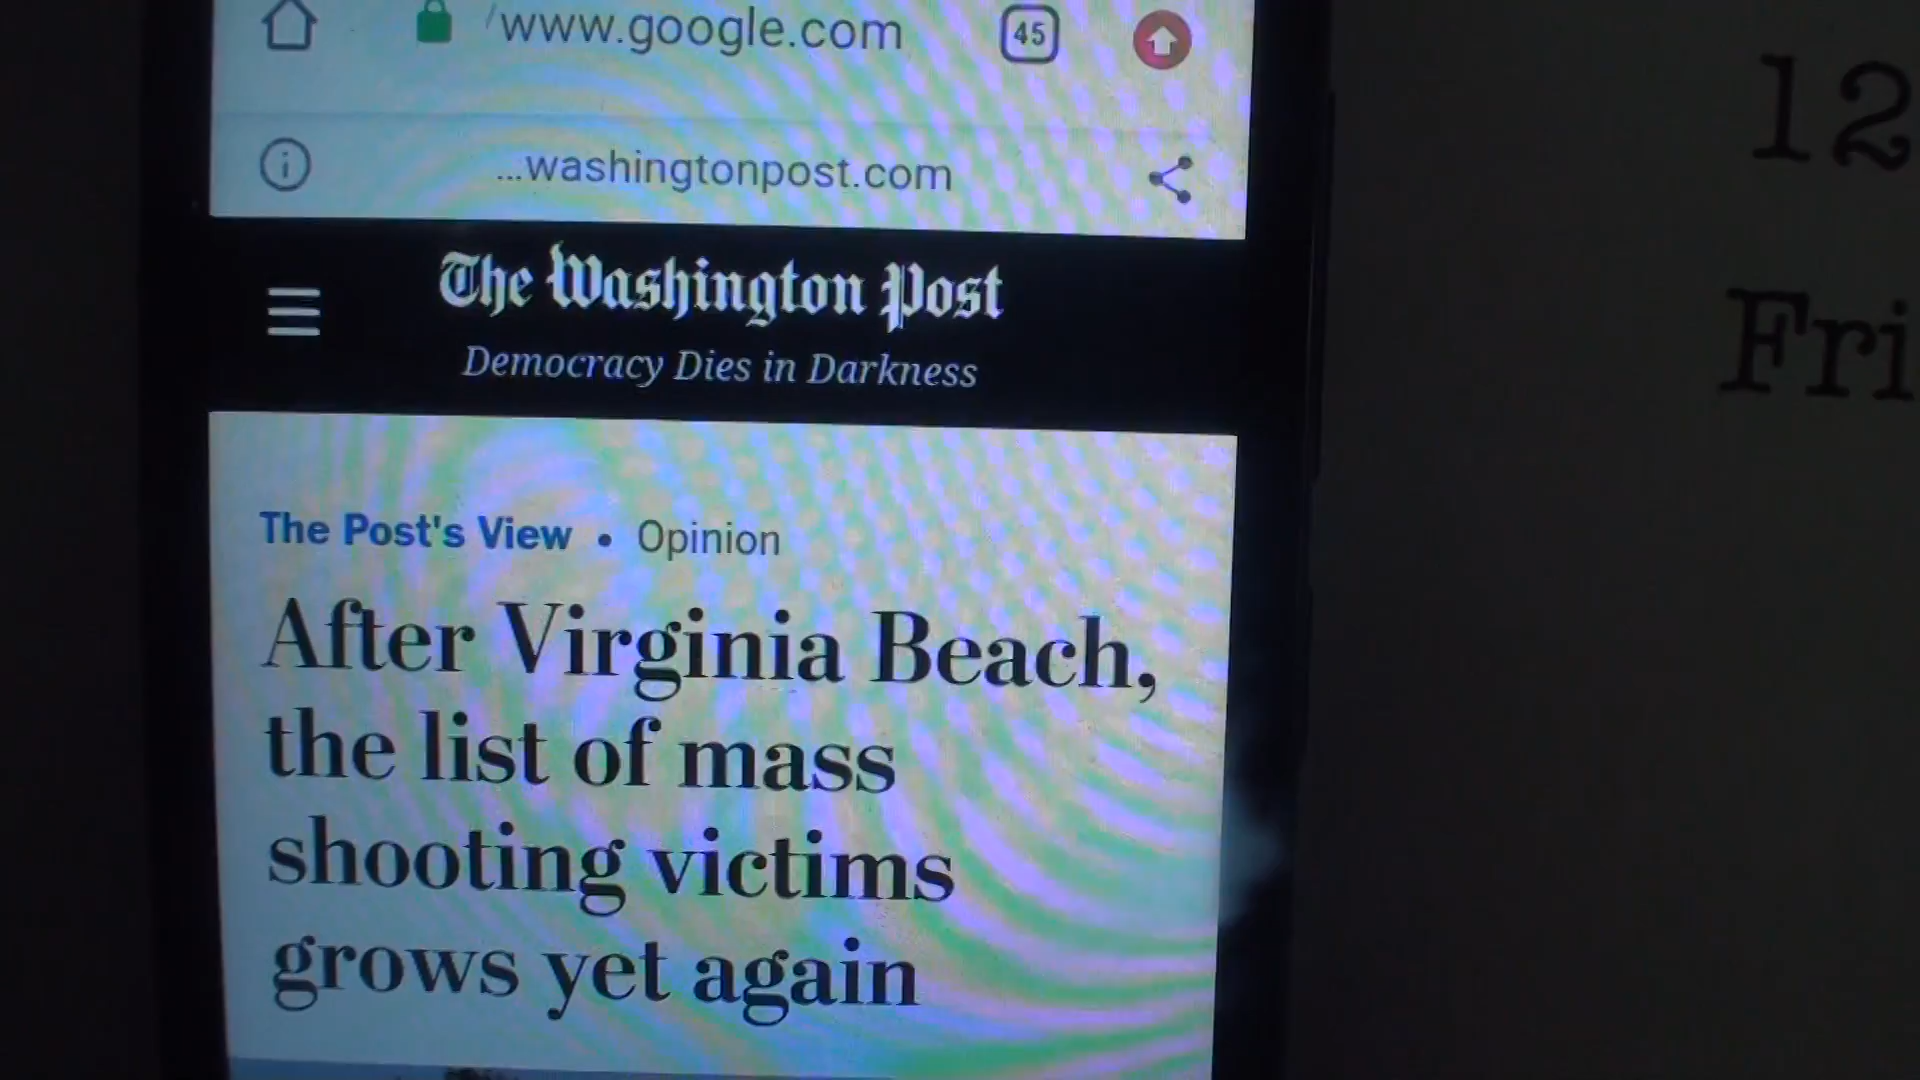 /www.google.com
45
...washingtonpost.com
The Washington Post
Democracy Dies in Darkness
The Post's View • Opinion
After Virginia Beach,
the list of mass
shooting victims
grows yet again
12
Fri